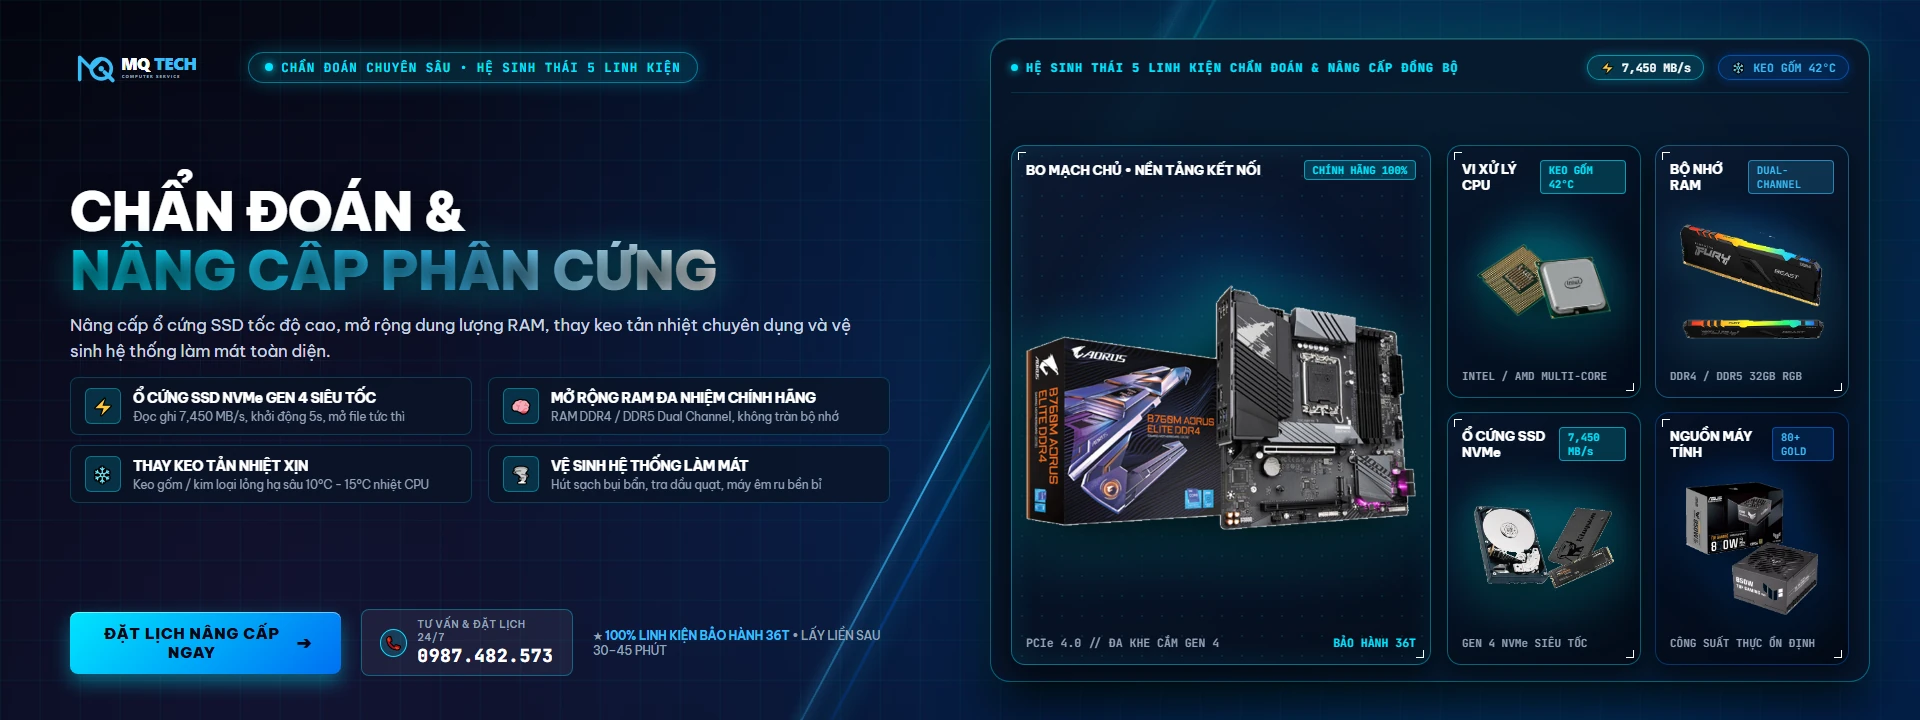 MQ TECH
COMPUTER SERVICE
CHẨN ĐOÁN CHUYÊN SÂU • HỆ SINH THÁI 5 LINH KIỆN
CHẨN ĐOÁN &
NÂNG CẤP PHẦN CỨNG
Nâng cấp ổ cứng SSD tốc độ cao, mở rộng dung lượng RAM, thay keo tản nhiệt chuyên dụng và vệ
sinh hệ thống làm mát toàn diện.
Ổ CỨNG SSD NVMe GEN 4 SIÊU TỐC
Đọc ghi 7,450 MB/s, khởi động 5s, mở file tức thì
MỞ RỘNG RAM ĐA NHIỆM CHÍNH HÃNG
RAM DDR4 / DDR5 Dual Channel, không tràn bộ nhớ
THAY KEO TẢN NHIỆT XỊN
Keo gốm / kim loại lỏng hạ sâu 10°C - 15°C nhiệt CPU
VỆ SINH HỆ THỐNG LÀM MÁT
Hút sạch bụi bẩn, tra dầu quạt, máy êm ru bền bỉ
ĐẶT LỊCH NÂNG CẤP
NGAY →
TƯ VẤN & ĐẶT LỊCH
24/7
0987.482.573
★ 100% LINH KIỆN BẢO HÀNH 36T • LẤY LIỀN SAU
30-45 PHÚT
HỆ SINH THÁI 5 LINH KIỆN CHẨN ĐOÁN & NÂNG CẤP ĐỒNG BỘ
7,450 MB/s
KEO GỐM 42°C
BO MẠCH CHỦ • NỀN TẢNG KẾT NỐI
CHÍNH HÃNG 100%
AORUS
AORUS
B760M AORUS
ELITE DDR4
B760M AORUS
ELITE DDR4
PCIe 4.0 // ĐA KHE CẮM GEN 4
BẢO HÀNH 36T
VI XỬ LÝ
CPU
KEO GỐM
42°C
intel
INTEL / AMD MULTI-CORE
BỘ NHỚ
RAM
DUAL-
CHANNEL
FURY
BEAST
DDR4 / DDR5 32GB RGB
Ổ CỨNG SSD
NVMe
7,450
MB/s
GEN 4 NVMe SIÊU TỐC
NGUỒN MÁY
TÍNH
80+
GOLD
ASUS
850W
CÔNG SUẤT THỰC ỔN ĐỊNH